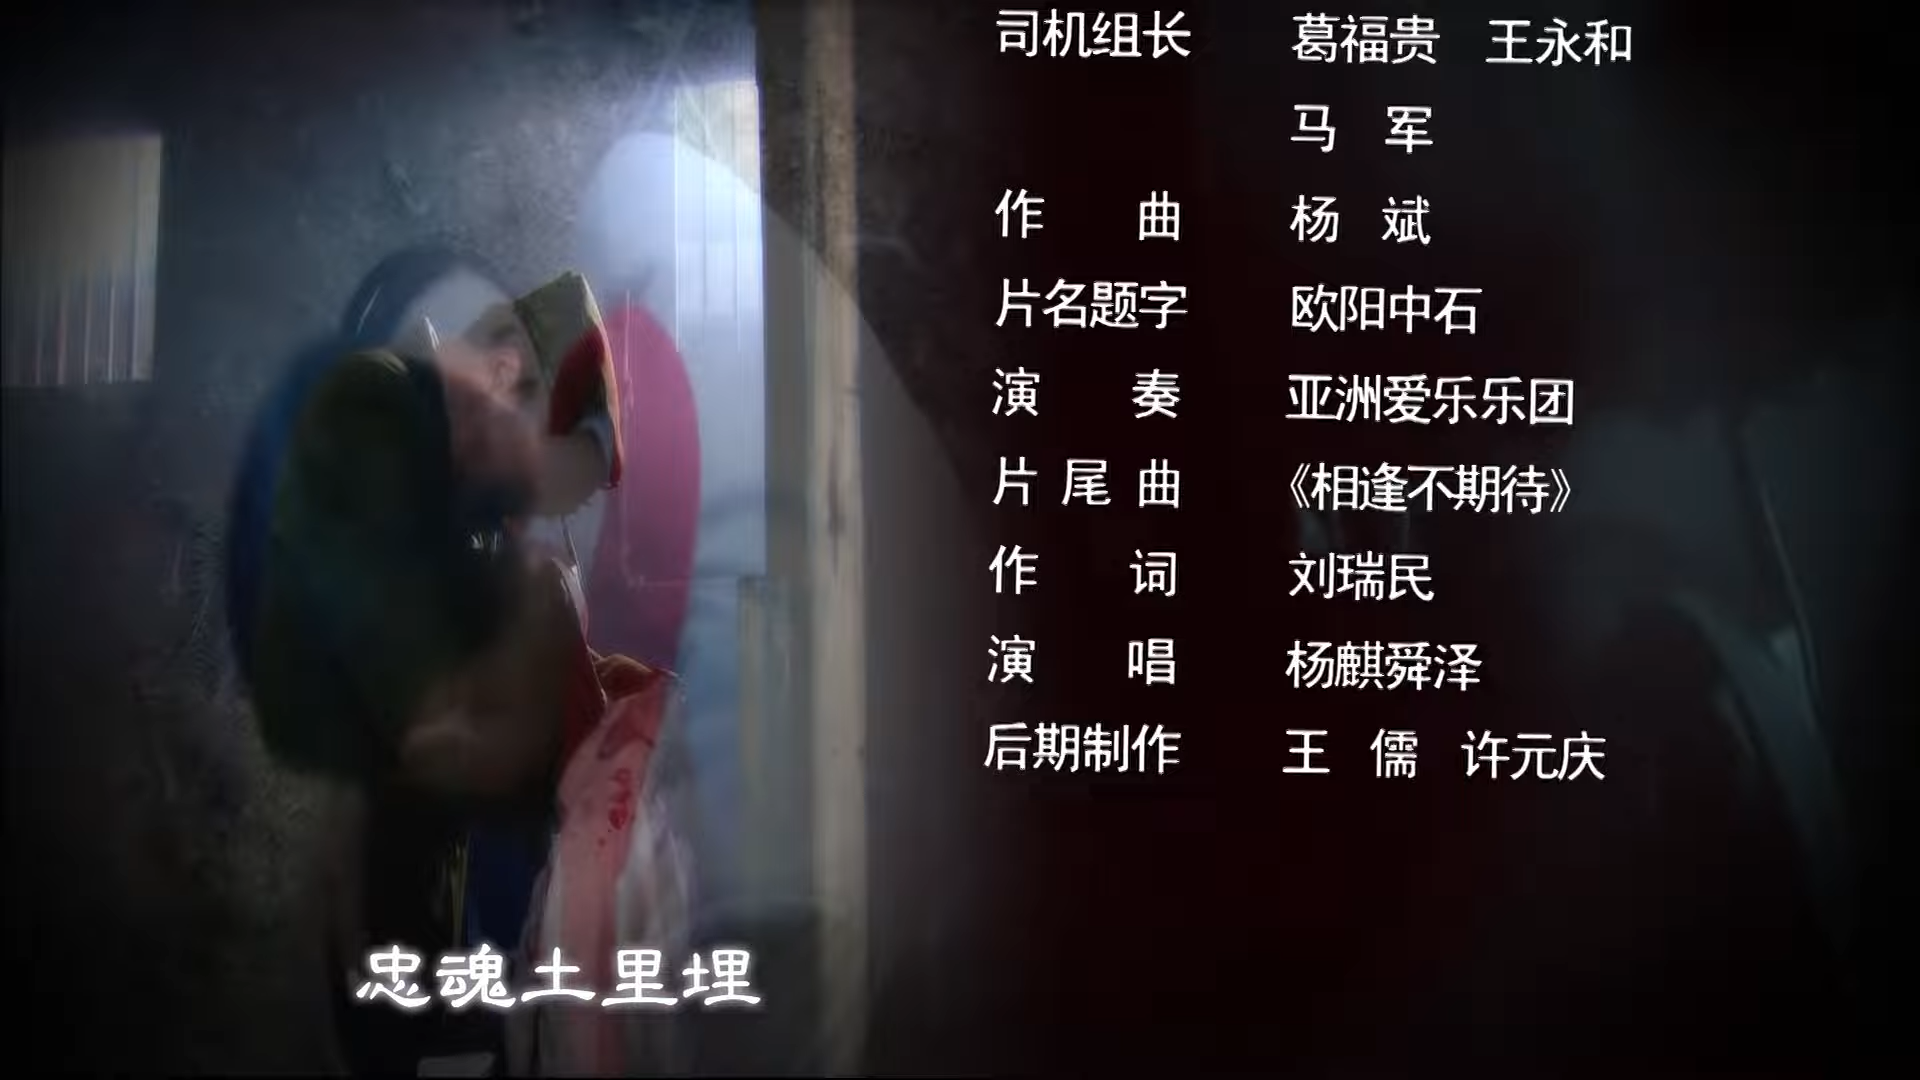 司机组长 葛福贵 王永和
马 军
作 曲 杨 斌
片名题字 欧阳中石
演 奏 亚洲爱乐乐团
片 尾 曲 《相逢不期待》
作 词 刘瑞民
演 唱 杨麒舜泽
后期制作 王 儒 许元庆
忠魂土里埋